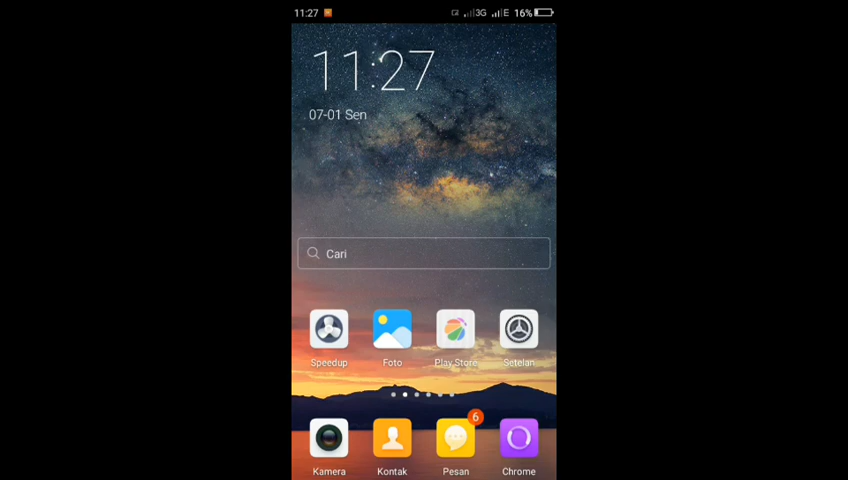 11:27 3G E 16%
11:27
07-01 Sen
Cari
Speedup Foto Play Store Setelan
6
Kamera Kontak Pesan Chrome